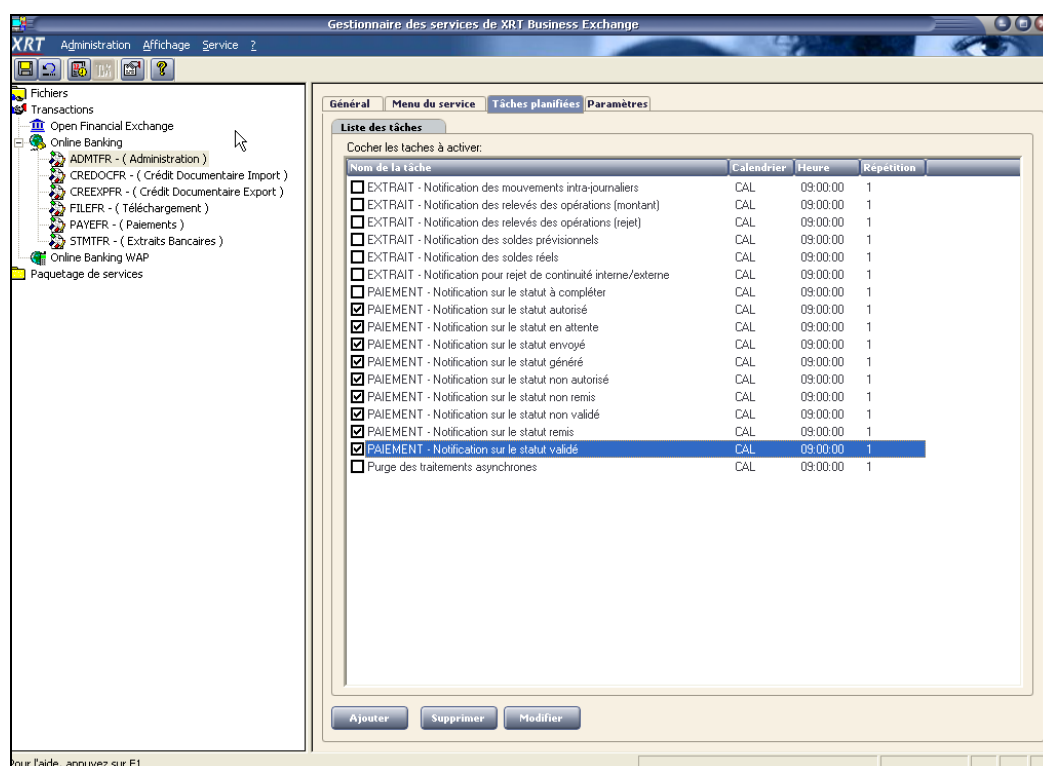 Gestionnaire des services de XRT Business Exchange
XRT Administration Affichage Service ?
Fichiers
Transactions
Open Financial Exchange
Online Banking
ADMTFR - ( Administration )
CREDOCFR - ( Crédit Documentaire Import )
CREEXPFR - ( Crédit Documentaire Export )
FILEFR - ( Téléchargement )
PAYEFR - ( Paiements )
STMTFR - ( Extraits Bancaires )
Online Banking WAP
Paquetage de services
Général Menu du service Tâches planifiées Paramètres
Liste des tâches
Cocher les taches à activer:
Nom de la tâche Calendrier Heure Répétition
EXTRAIT - Notification des mouvements intra-journaliers CAL 09:00:00 1
EXTRAIT - Notification des relevés des opérations (montant) CAL 09:00:00 1
EXTRAIT - Notification des relevés des opérations (rejet) CAL 09:00:00 1
EXTRAIT - Notification des soldes prévisionnels CAL 09:00:00 1
EXTRAIT - Notification des soldes réels CAL 09:00:00 1
EXTRAIT - Notification pour rejet de continuité interne/externe CAL 09:00:00 1
PAIEMENT - Notification sur le statut à compléter CAL 09:00:00 1
PAIEMENT - Notification sur le statut autorisé CAL 09:00:00 1
PAIEMENT - Notification sur le statut en attente CAL 09:00:00 1
PAIEMENT - Notification sur le statut envoyé CAL 09:00:00 1
PAIEMENT - Notification sur le statut généré CAL 09:00:00 1
PAIEMENT - Notification sur le statut non autorisé CAL 09:00:00 1
PAIEMENT - Notification sur le statut non remis CAL 09:00:00 1
PAIEMENT - Notification sur le statut non validé CAL 09:00:00 1
PAIEMENT - Notification sur le statut remis CAL 09:00:00 1
PAIEMENT - Notification sur le statut validé CAL 09:00:00 1
Purge des traitements asynchrones CAL 09:00:00 1
Ajouter Supprimer Modifier
Pour l'aide, appuyez sur F1